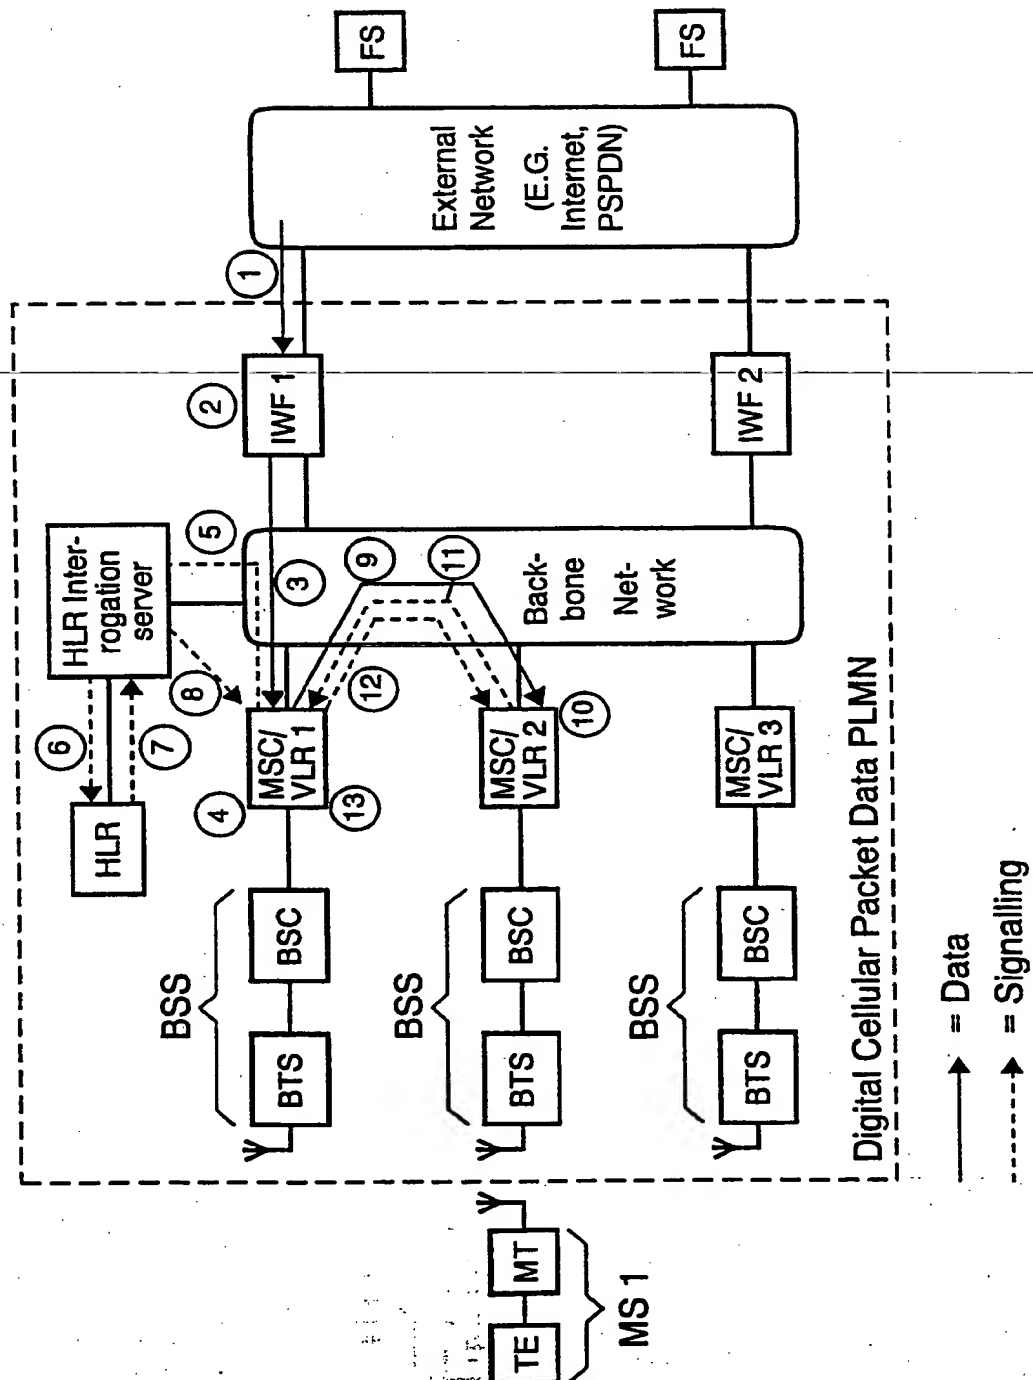 HLR Inter-
rogation
server
HLR
6
7
8
5
1
2
IWF 1
3
4
MSC/
VLR 1
13
9
11
12
10
BSS
BTS
BSC
External
Network
(E.G.
Internet,
PSPDN)
FS
FS
Back-
bone
Net-
work
BSS
BTS
BSC
MSC/
VLR 2
TE
MT
MS 1
BSS
BTS
BSC
MSC/
VLR 3
IWF 2
Digital Cellular Packet Data PLMN
= Data
= Signalling